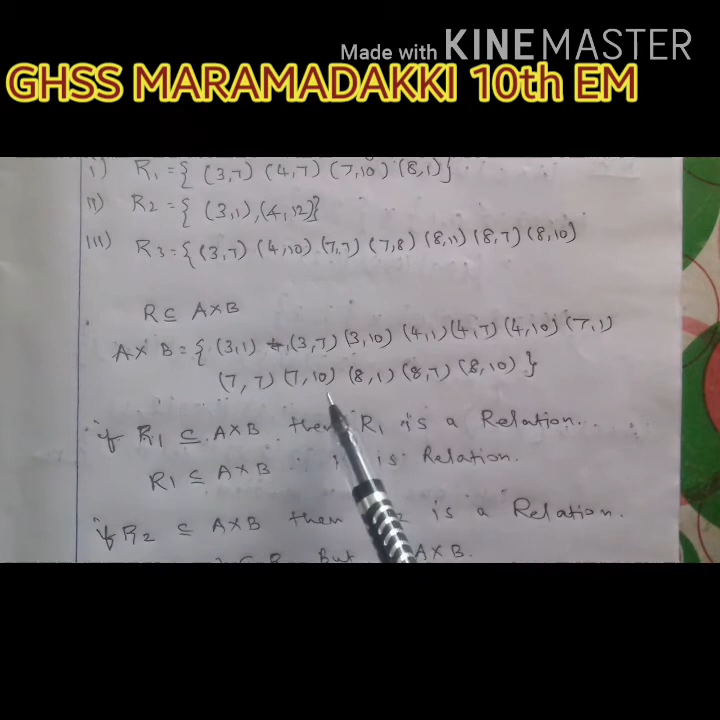 Made with KINEMASTER
GHSS MARAMADAKKI 10th EM
i) R1 = { (3,7) (4,7) (7,10) (8,1)}
ii) R2 = { (3,1), (4,12)}
iii) R3 = { (3,7) (4,10) (7,7) (7,8) (8,11) (8,7) (8,10)
R ⊆ A×B
A × B = { (3,1) (3,7) (3,10) (4,1) (4,7) (4,10) (7,1)
(7,7) (7,10) (8,1) (8,7) (8,10) }
if R1 ⊆ A×B then R1 is a Relation.
R1 ⊆ A×B is Relation.
if R2 ⊆ A×B then is a Relation.
But A×B.